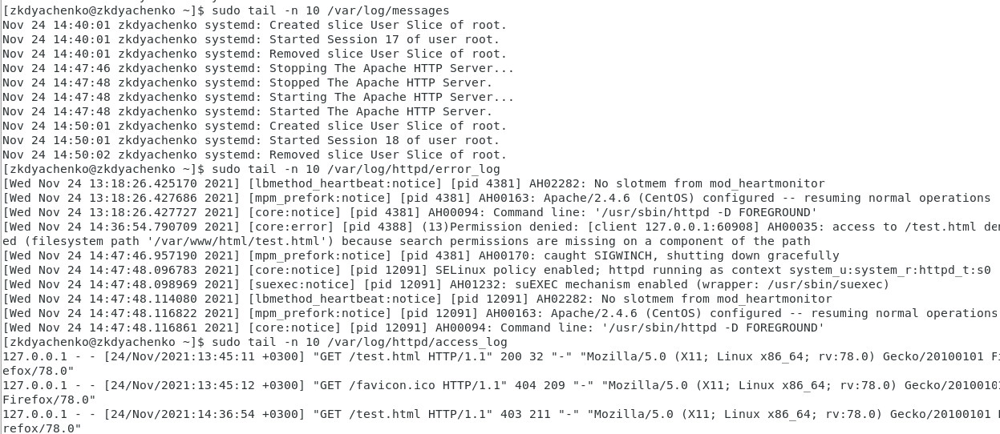 [zkdyachenko@zkdyachenko ~]$ sudo tail -n 10 /var/log/messages
Nov 24 14:40:01 zkdyachenko systemd: Created slice User Slice of root.
Nov 24 14:40:01 zkdyachenko systemd: Started Session 17 of user root.
Nov 24 14:40:01 zkdyachenko systemd: Removed slice User Slice of root.
Nov 24 14:47:46 zkdyachenko systemd: Stopping The Apache HTTP Server...
Nov 24 14:47:48 zkdyachenko systemd: Stopped The Apache HTTP Server.
Nov 24 14:47:48 zkdyachenko systemd: Starting The Apache HTTP Server...
Nov 24 14:47:48 zkdyachenko systemd: Started The Apache HTTP Server.
Nov 24 14:50:01 zkdyachenko systemd: Created slice User Slice of root.
Nov 24 14:50:01 zkdyachenko systemd: Started Session 18 of user root.
Nov 24 14:50:02 zkdyachenko systemd: Removed slice User Slice of root.
[zkdyachenko@zkdyachenko ~]$ sudo tail -n 10 /var/log/httpd/error_log
[Wed Nov 24 13:18:26.425170 2021] [lbmethod_heartbeat:notice] [pid 4381] AH02282: No slotmem from mod_heartmonitor
[Wed Nov 24 13:18:26.427686 2021] [mpm_prefork:notice] [pid 4381] AH00163: Apache/2.4.6 (CentOS) configured -- resuming normal operations
[Wed Nov 24 13:18:26.427727 2021] [core:notice] [pid 4381] AH00094: Command line: '/usr/sbin/httpd -D FOREGROUND'
[Wed Nov 24 14:36:54.790709 2021] [core:error] [pid 4388] (13)Permission denied: [client 127.0.0.1:60908] AH00035: access to /test.html den
ed (filesystem path '/var/www/html/test.html') because search permissions are missing on a component of the path
[Wed Nov 24 14:47:46.957190 2021] [mpm_prefork:notice] [pid 4381] AH00170: caught SIGWINCH, shutting down gracefully
[Wed Nov 24 14:47:48.096783 2021] [core:notice] [pid 12091] SELinux policy enabled; httpd running as context system_u:system_r:httpd_t:s0
[Wed Nov 24 14:47:48.098969 2021] [suexec:notice] [pid 12091] AH01232: suEXEC mechanism enabled (wrapper: /usr/sbin/suexec)
[Wed Nov 24 14:47:48.114080 2021] [lbmethod_heartbeat:notice] [pid 12091] AH02282: No slotmem from mod_heartmonitor
[Wed Nov 24 14:47:48.116822 2021] [mpm_prefork:notice] [pid 12091] AH00163: Apache/2.4.6 (CentOS) configured -- resuming normal operations
[Wed Nov 24 14:47:48.116861 2021] [core:notice] [pid 12091] AH00094: Command line: '/usr/sbin/httpd -D FOREGROUND'
[zkdyachenko@zkdyachenko ~]$ sudo tail -n 10 /var/log/httpd/access_log
127.0.0.1 - - [24/Nov/2021:13:45:11 +0300] "GET /test.html HTTP/1.1" 200 32 "-" "Mozilla/5.0 (X11; Linux x86_64; rv:78.0) Gecko/20100101 Fi
efox/78.0"
127.0.0.1 - - [24/Nov/2021:13:45:12 +0300] "GET /favicon.ico HTTP/1.1" 404 209 "-" "Mozilla/5.0 (X11; Linux x86_64; rv:78.0) Gecko/20100101
Firefox/78.0"
127.0.0.1 - - [24/Nov/2021:14:36:54 +0300] "GET /test.html HTTP/1.1" 403 211 "-" "Mozilla/5.0 (X11; Linux x86_64; rv:78.0) Gecko/20100101
refox/78.0"